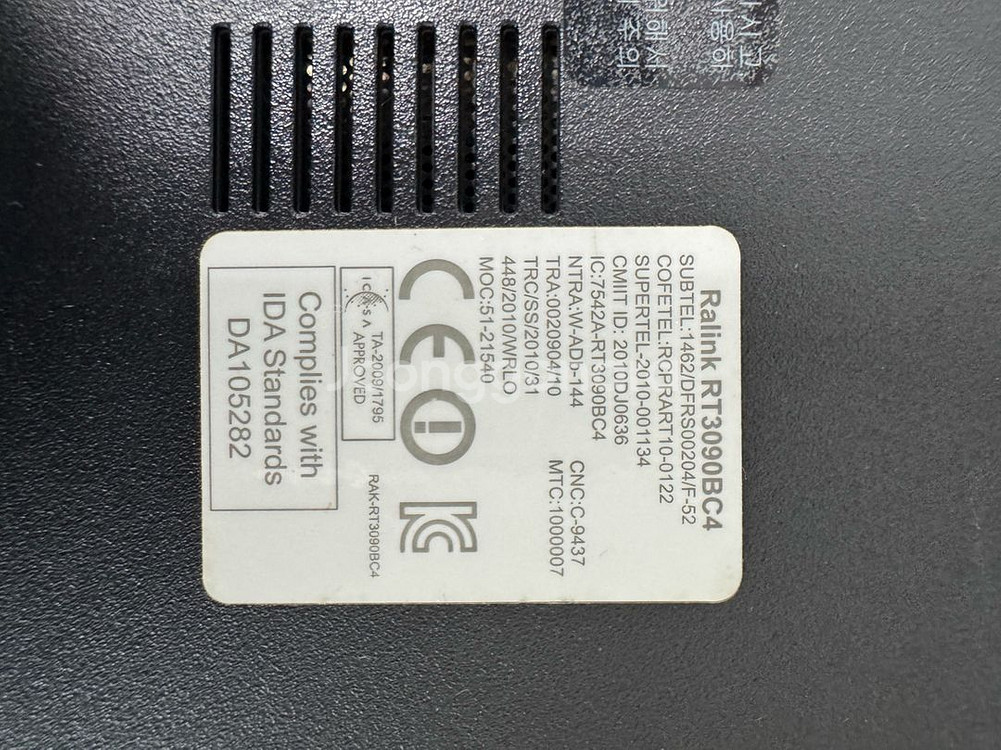 Ralink RT3090BC4
SUBTEL:1462/DFRS00204/F-52
COFETEL:RCPRART10-0122
SUPERTEL-2010-001134
CMIIT ID: 2010DJ0636
IC:7542A-RT3090BC4
NTRA:W-ADb-144
CNC:C-9437
TRA:0020904/10
MTC:1000007
TRC/SS/2010/31
448/2010/WRLO
MOC:51-21540
CE
ICASA
TA-2009/1795
APPROVED
RAK-RT3090BC4
Complies with
IDA Standards
DA105282